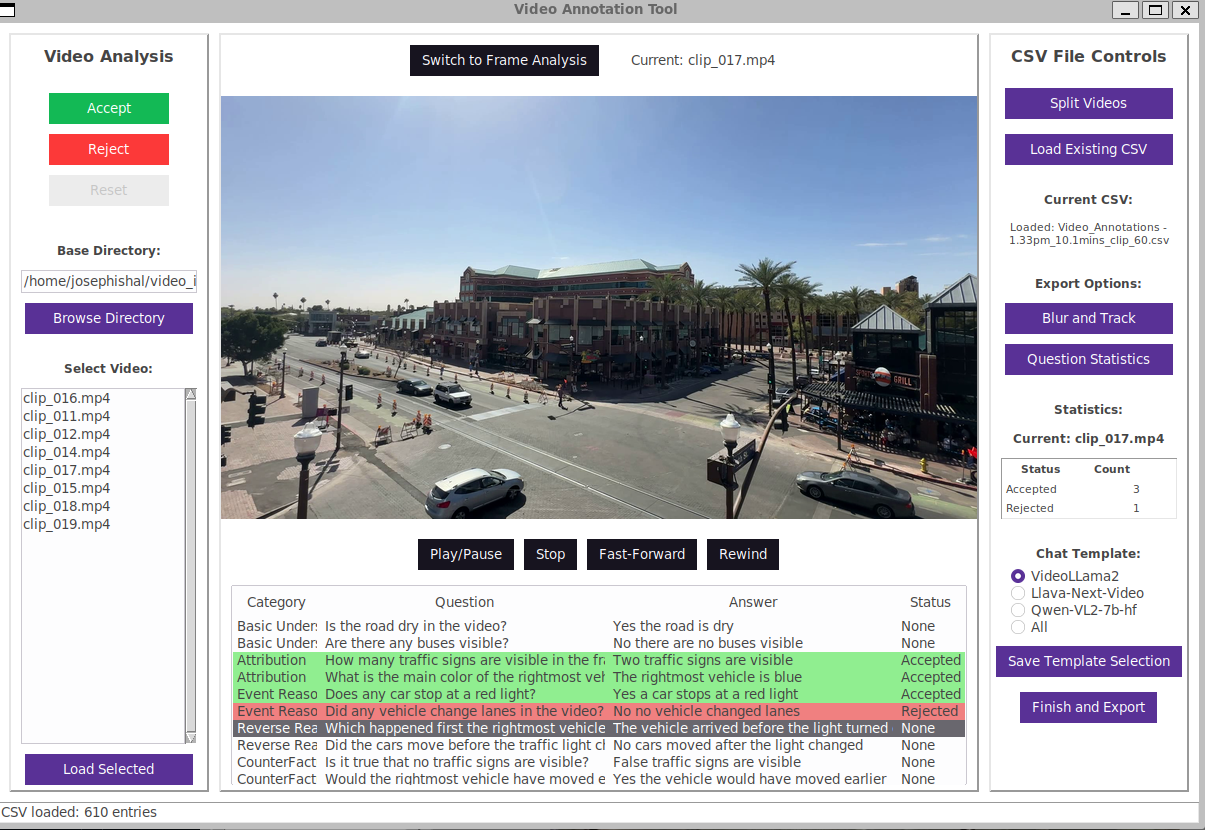 Video Annotation Tool
Video Analysis
Accept
Reject
Reset
Base Directory:
/home/josephishal/video_i
Browse Directory
Select Video:
clip_016.mp4
clip_011.mp4
clip_012.mp4
clip_014.mp4
clip_017.mp4
clip_015.mp4
clip_018.mp4
clip_019.mp4
Load Selected
Switch to Frame Analysis
Current: clip_017.mp4
GRILL
Play/Pause
Stop
Fast-Forward
Rewind
Category Question Answer Status
Basic Unders Is the road dry in the video? Yes the road is dry None
Basic Unders Are there any buses visible? No there are no buses visible None
Attribution How many traffic signs are visible in the fra Two traffic signs are visible Accepted
Attribution What is the main color of the rightmost veh The rightmost vehicle is blue Accepted
Event Reaso Does any car stop at a red light? Yes a car stops at a red light Accepted
Event Reaso Did any vehicle change lanes in the video? No no vehicle changed lanes Rejected
Reverse Rea Which happened first the rightmost vehicle The vehicle arrived before the light turned None
Reverse Rea Did the cars move before the traffic light cl No cars moved after the light changed None
CounterFact Is it true that no traffic signs are visible? False traffic signs are visible None
CounterFact Would the rightmost vehicle have moved e Yes the vehicle would have moved earlier None
CSV File Controls
Split Videos
Load Existing CSV
Current CSV:
Loaded: Video_Annotations -
1.33pm_10.1mins_clip_60.csv
Export Options:
Blur and Track
Question Statistics
Statistics:
Current: clip_017.mp4
Status Count
Accepted 3
Rejected 1
Chat Template:
VideoLLama2
Llava-Next-Video
Qwen-VL2-7b-hf
All
Save Template Selection
Finish and Export
CSV loaded: 610 entries